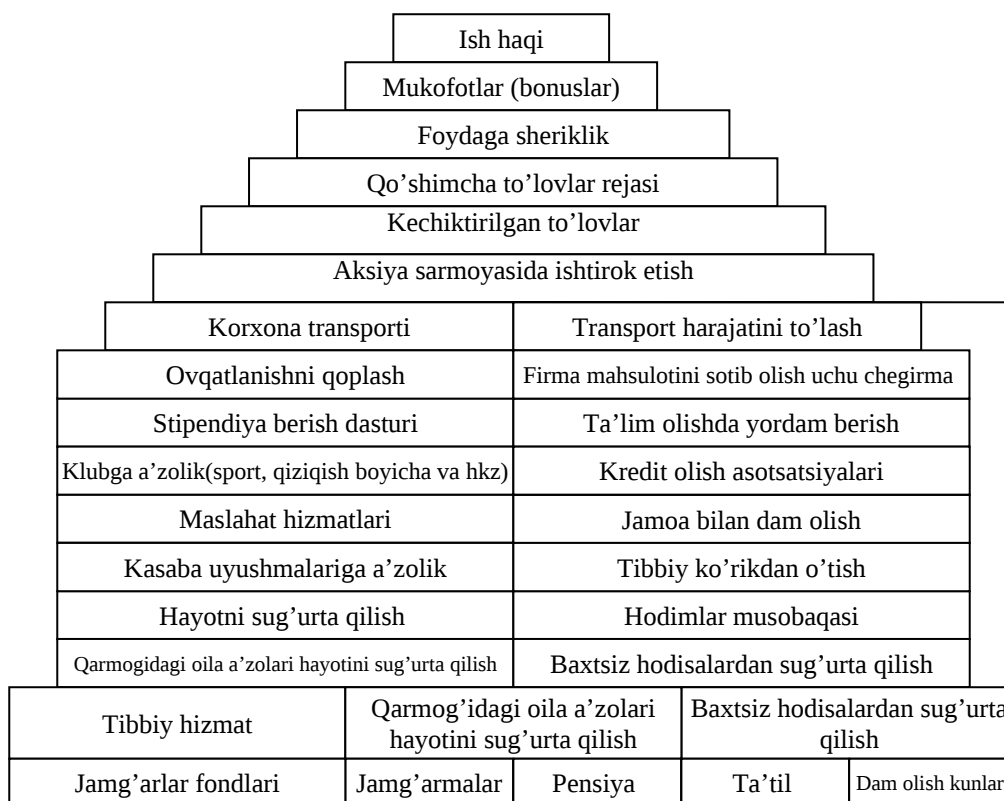 Ish haqi
Mukofotlar (bonuslar)
Foydaga sheriklik
Qo’shimcha to’lovlar rejasi
Kechiktirilgan to’lovlar
Aksiya sarmoyasida ishtirok etish
Korxona transporti
Transport harajatini to’lash
Ovqatlanishni qoplash
Firma mahsulotini sotib olish uchu chegirma
Stipendiya berish dasturi
Ta’lim olishda yordam berish
Klubga a’zolik(sport, qiziqish boyicha va hkz)
Kredit olish asotsatsiyalari
Maslahat hizmatlari
Jamoa bilan dam olish
Kasaba uyushmalariga a’zolik
Tibbiy ko’rikdan o’tish
Hayotni sug’urta qilish
Hodimlar musobaqasi
Qarmogidagi oila a’zolari hayotini sug’urta qilish
Baxtsiz hodisalardan sug’urta qilish
Tibbiy hizmat
Qarmog’idagi oila a’zolari
hayotini sug’urta qilish
Baxtsiz hodisalardan sug’urta
qilish
Jamg’arlar fondlari
Jamg’armalar
Pensiya
Ta’til
Dam olish kunlar